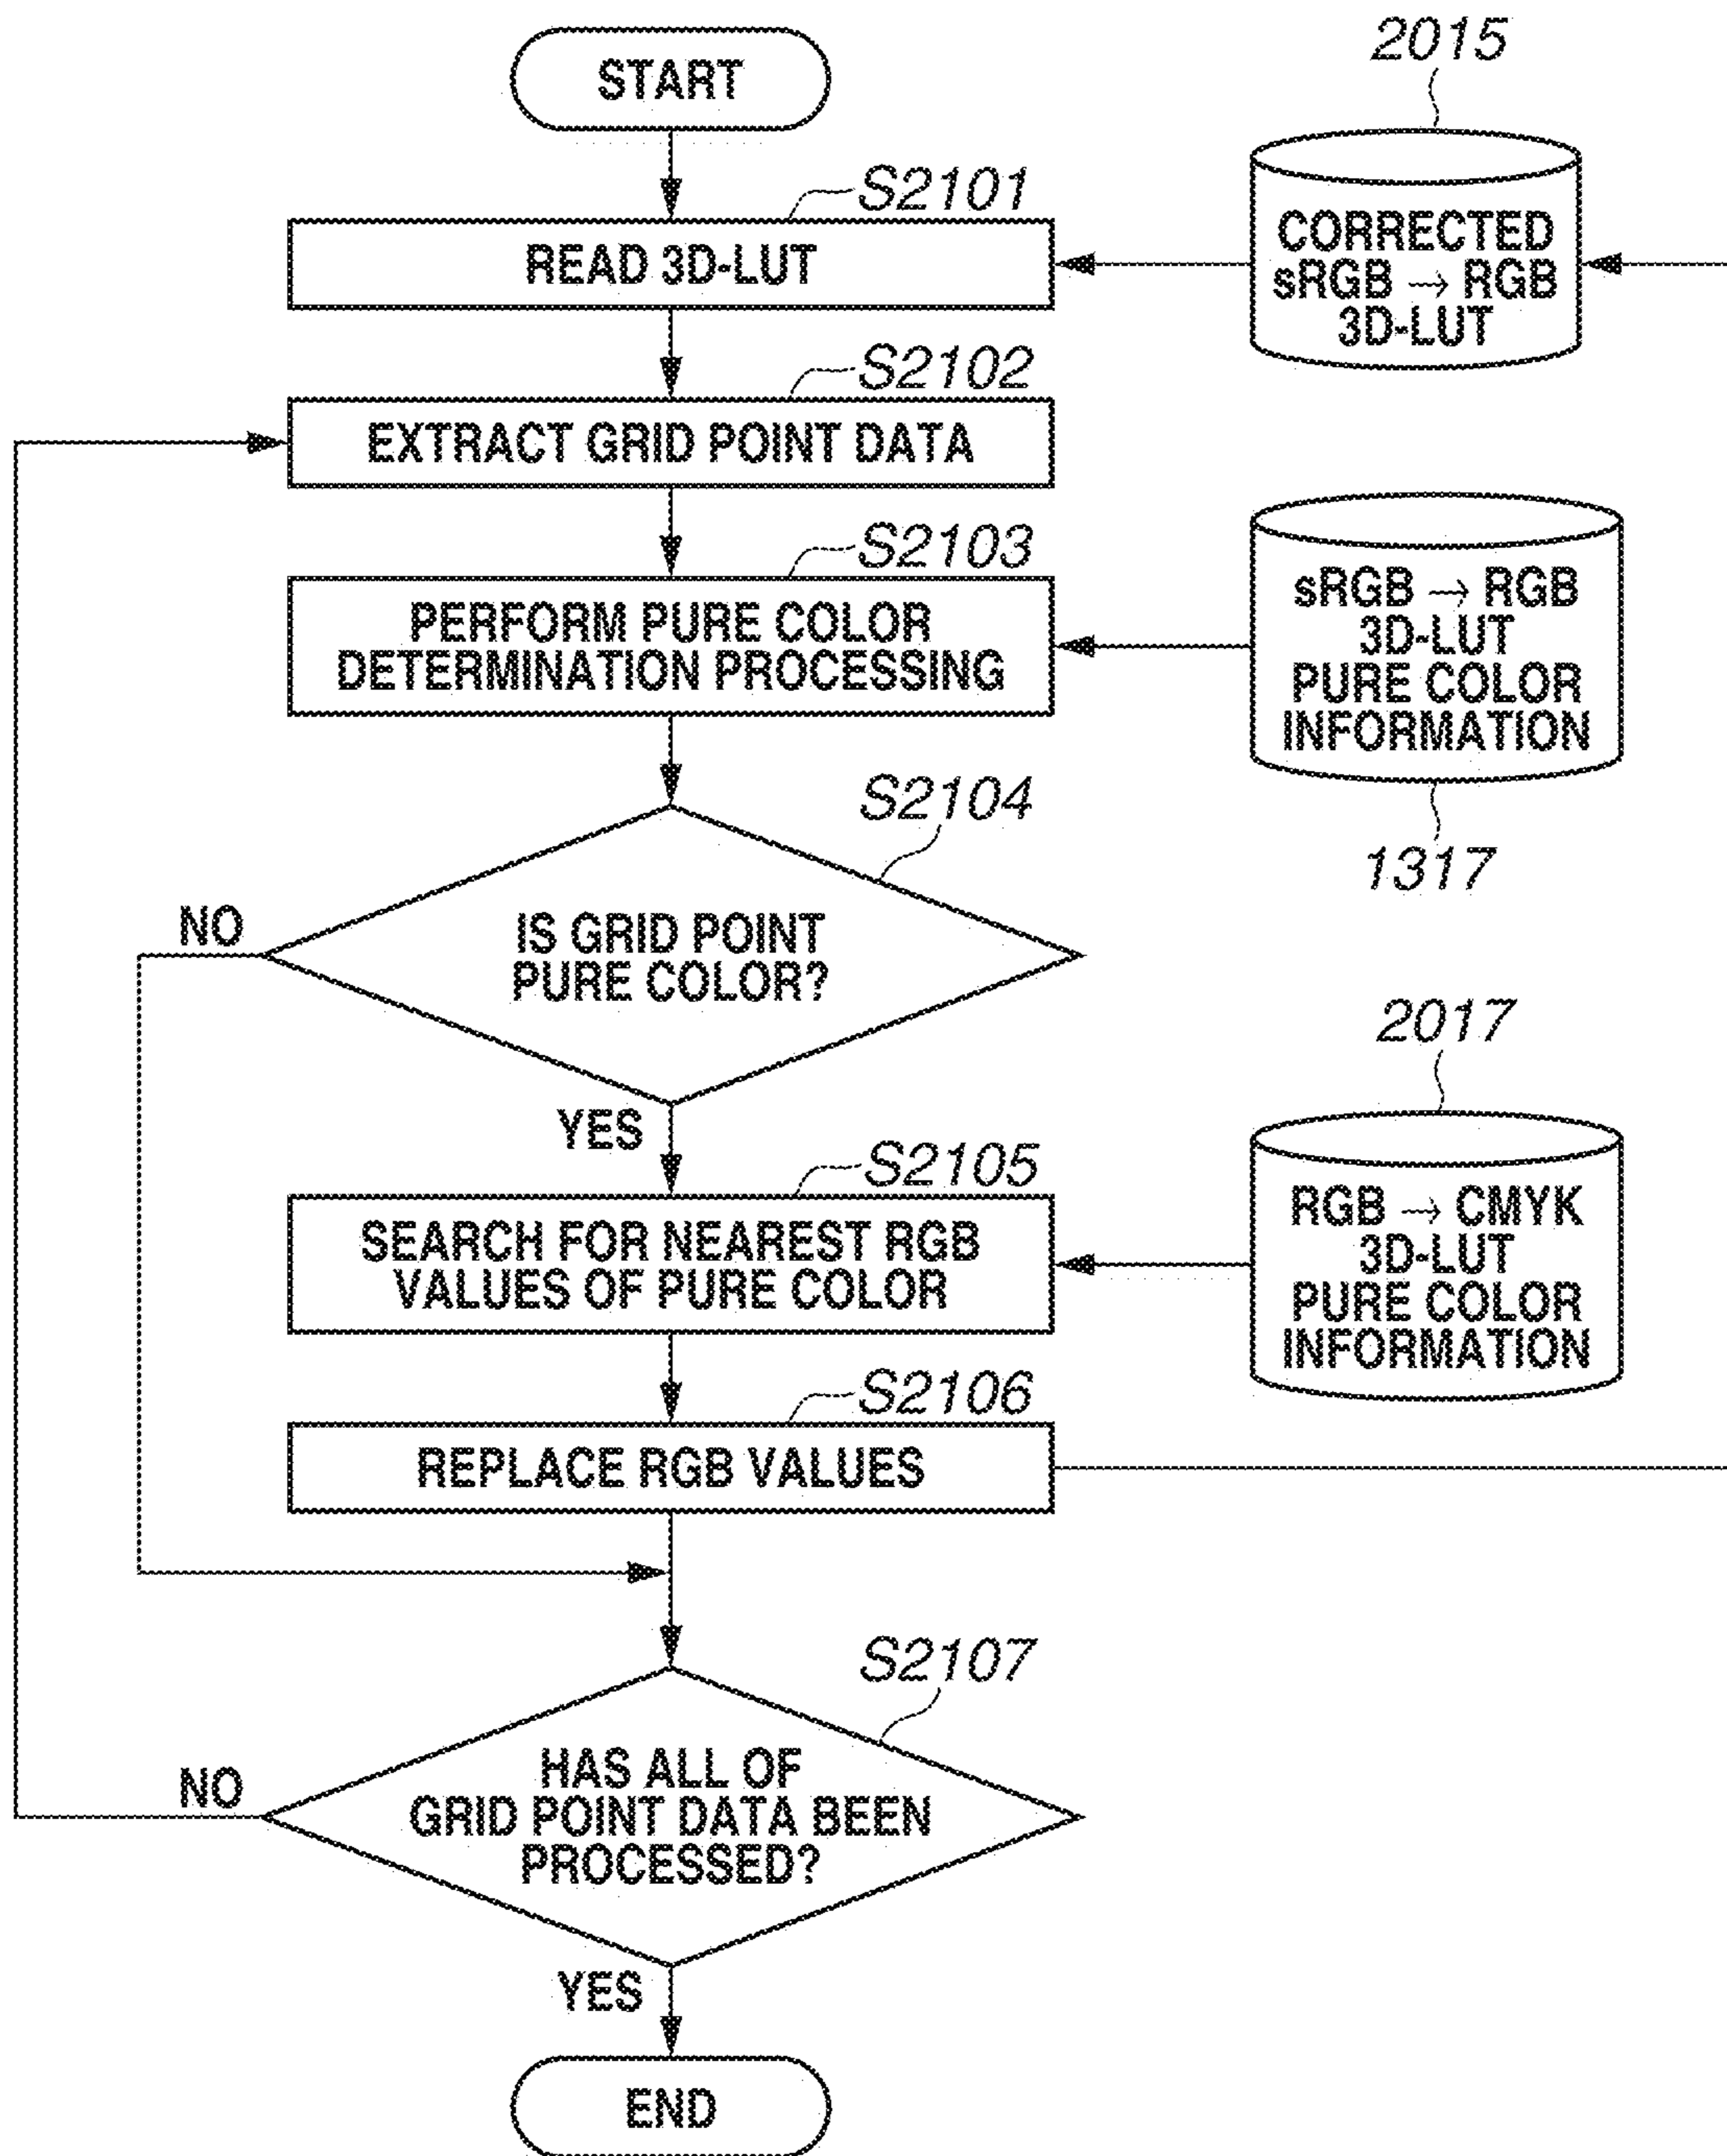 START
2015
S2101
READ 3D-LUT
CORRECTED
sRGB → RGB
3D-LUT
S2102
EXTRACT GRID POINT DATA
S2103
PERFORM PURE COLOR
DETERMINATION PROCESSING
sRGB → RGB
3D-LUT
PURE COLOR
INFORMATION
1317
S2104
NO
IS GRID POINT
PURE COLOR?
YES
2017
S2105
SEARCH FOR NEAREST RGB
VALUES OF PURE COLOR
RGB → CMYK
3D-LUT
PURE COLOR
INFORMATION
S2106
REPLACE RGB VALUES
S2107
NO
HAS ALL OF
GRID POINT DATA BEEN
PROCESSED?
YES
END